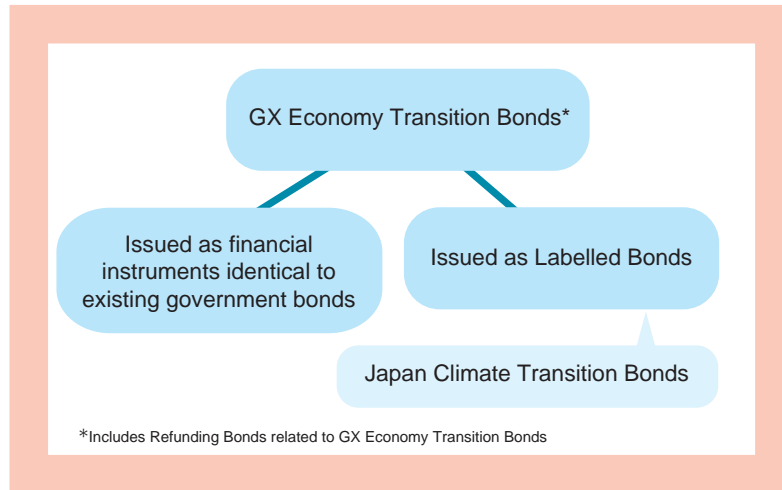 GX Economy Transition Bonds*
Issued as financial
instruments identical to
existing government bonds
Issued as Labelled Bonds
Japan Climate Transition Bonds
*Includes Refunding Bonds related to GX Economy Transition Bonds